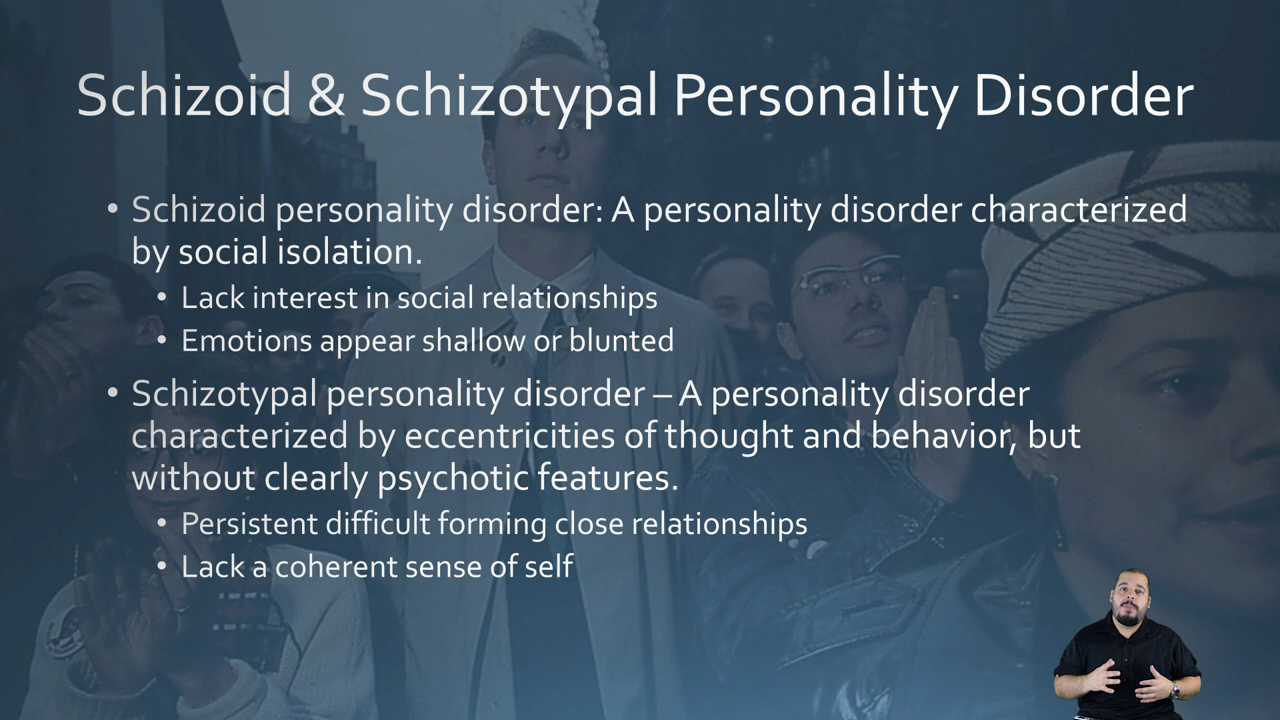 Schizoid & Schizotypal Personality Disorder
• Schizoid personality disorder: A personality disorder characterized
by social isolation.
• Lack interest in social relationships
• Emotions appear shallow or blunted
• Schizotypal personality disorder – A personality disorder
characterized by eccentricities of thought and behavior, but
without clearly psychotic features.
• Persistent difficult forming close relationships
• Lack a coherent sense of self